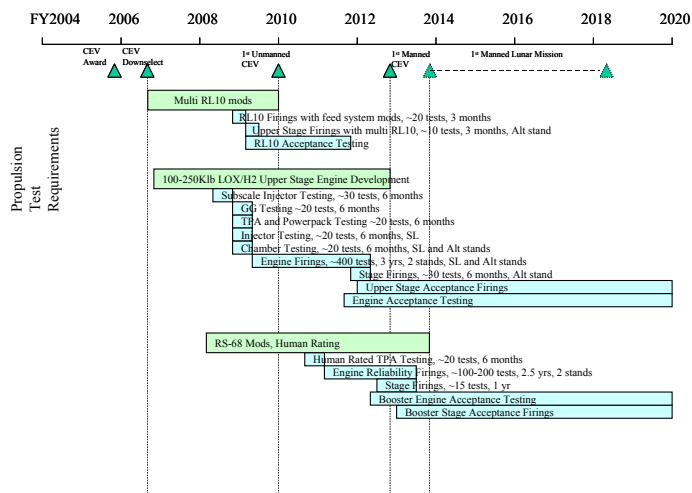 FY2004 2006 2008 2010 2012 2014 2016 2018 2020
CEV
Award
CEV
Downselect
1st Unmanned
CEV
1st Manned
CEV
1st Manned Lunar Mission
Propulsion
Test
Requirements
Multi RL10 mods
RL10 Firings with feed system mods, ~20 tests, 3 months
Upper Stage Firings with multi RL10, ~10 tests, 3 months, Alt stand
RL10 Acceptance Testing
100-250Klb LOX/H2 Upper Stage Engine Development
Subscale Injector Testing, ~30 tests, 6 months
GG Testing ~20 tests, 6 months
TPA and Powerpack Testing ~20 tests, 6 months
Injector Testing, ~20 tests, 6 months, SL
Chamber Testing, ~20 tests, 6 months, SL and Alt stands
Engine Firings, ~400 tests, 3 yrs, 2 stands, SL and Alt stands
Stage Firings, ~30 tests, 6 months, Alt stand
Upper Stage Acceptance Firings
Engine Acceptance Testing
RS-68 Mods, Human Rating
Human Rated TPA Testing, ~20 tests, 6 months
Engine Reliability Firings, ~100-200 tests, 2.5 yrs, 2 stands
Stage Firings, ~15 tests, 1 yr
Booster Engine Acceptance Testing
Booster Stage Acceptance Firings